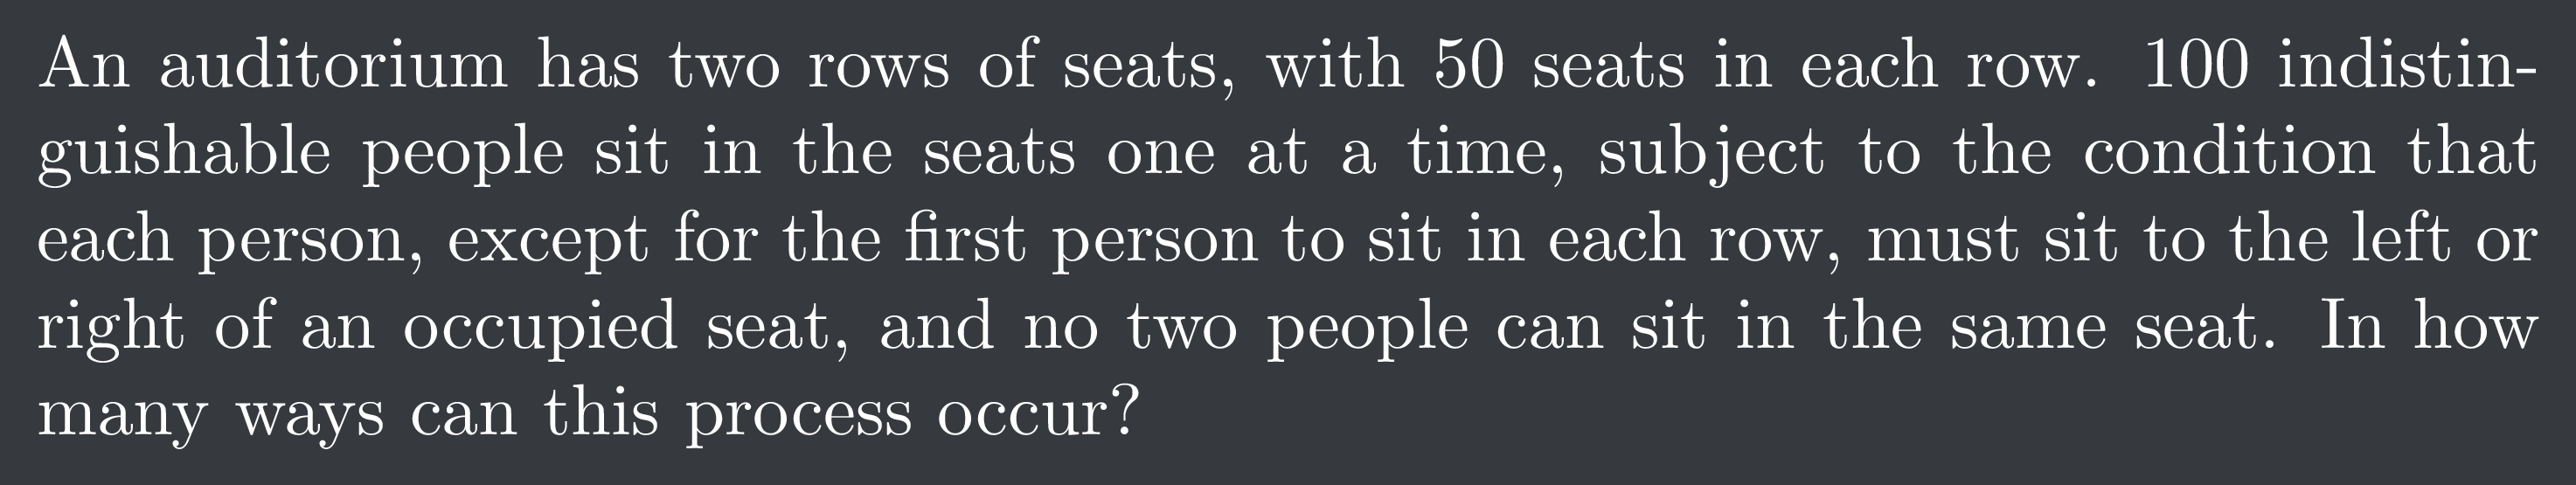 An auditorium has two rows of seats, with 50 seats in each row. 100 indistin-
guishable people sit in the seats one at a time, subject to the condition that
each person, except for the first person to sit in each row, must sit to the left or
right of an occupied seat, and no two people can sit in the same seat. In how
many ways can this process occur?